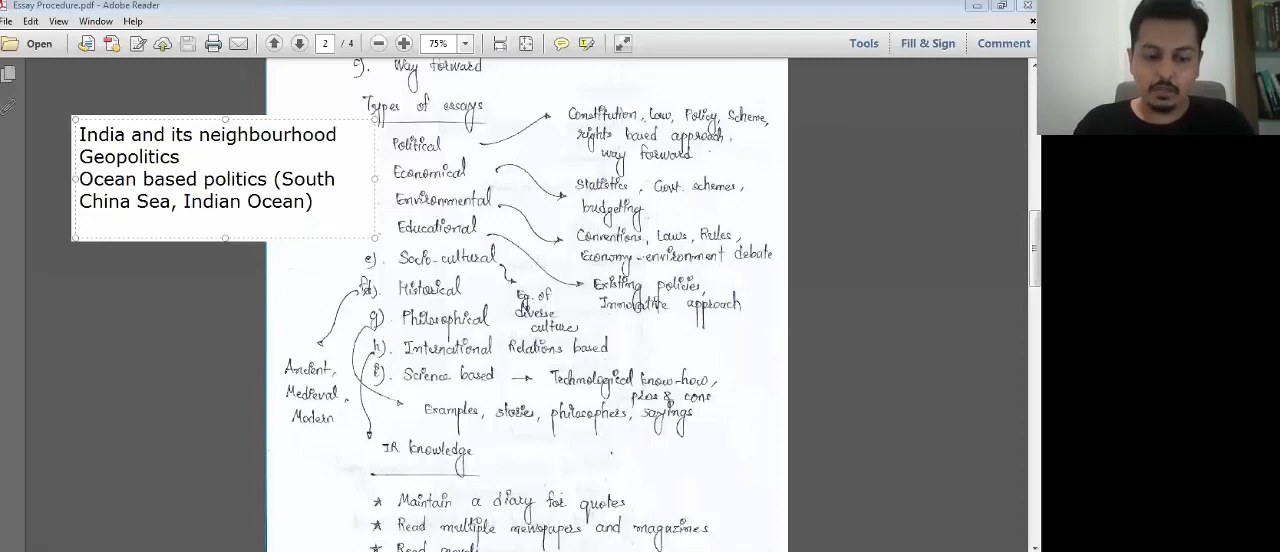 Essay Procedure.pdf - Adobe Reader
File Edit View Window Help
Open 2 / 4 75% Tools Fill & Sign Comment
Way forward
Types of essays
India and its neighbourhood
Geopolitics
Ocean based politics (South
China Sea, Indian Ocean)
Political
Constitution, Law, Policy, Scheme,
rights based approach,
way forward
Economical
Statistics, Govt. schemes,
budgeting
Environmental
Conventions, Laws, Rules,
Economy-environment debate
Educational
Existing policies,
Innovative approach
e). Socio-cultural
Eg. of
diverse
culture
Historical
Ancient,
Medieval,
Modern
g). Philosophical
h). International Relations based
i). Science based → Technological know-how,
pros & cons
Examples, stories, philosophers, sayings
IR knowledge
* Maintain a diary for quotes
* Read multiple newspapers and magazines
* Read